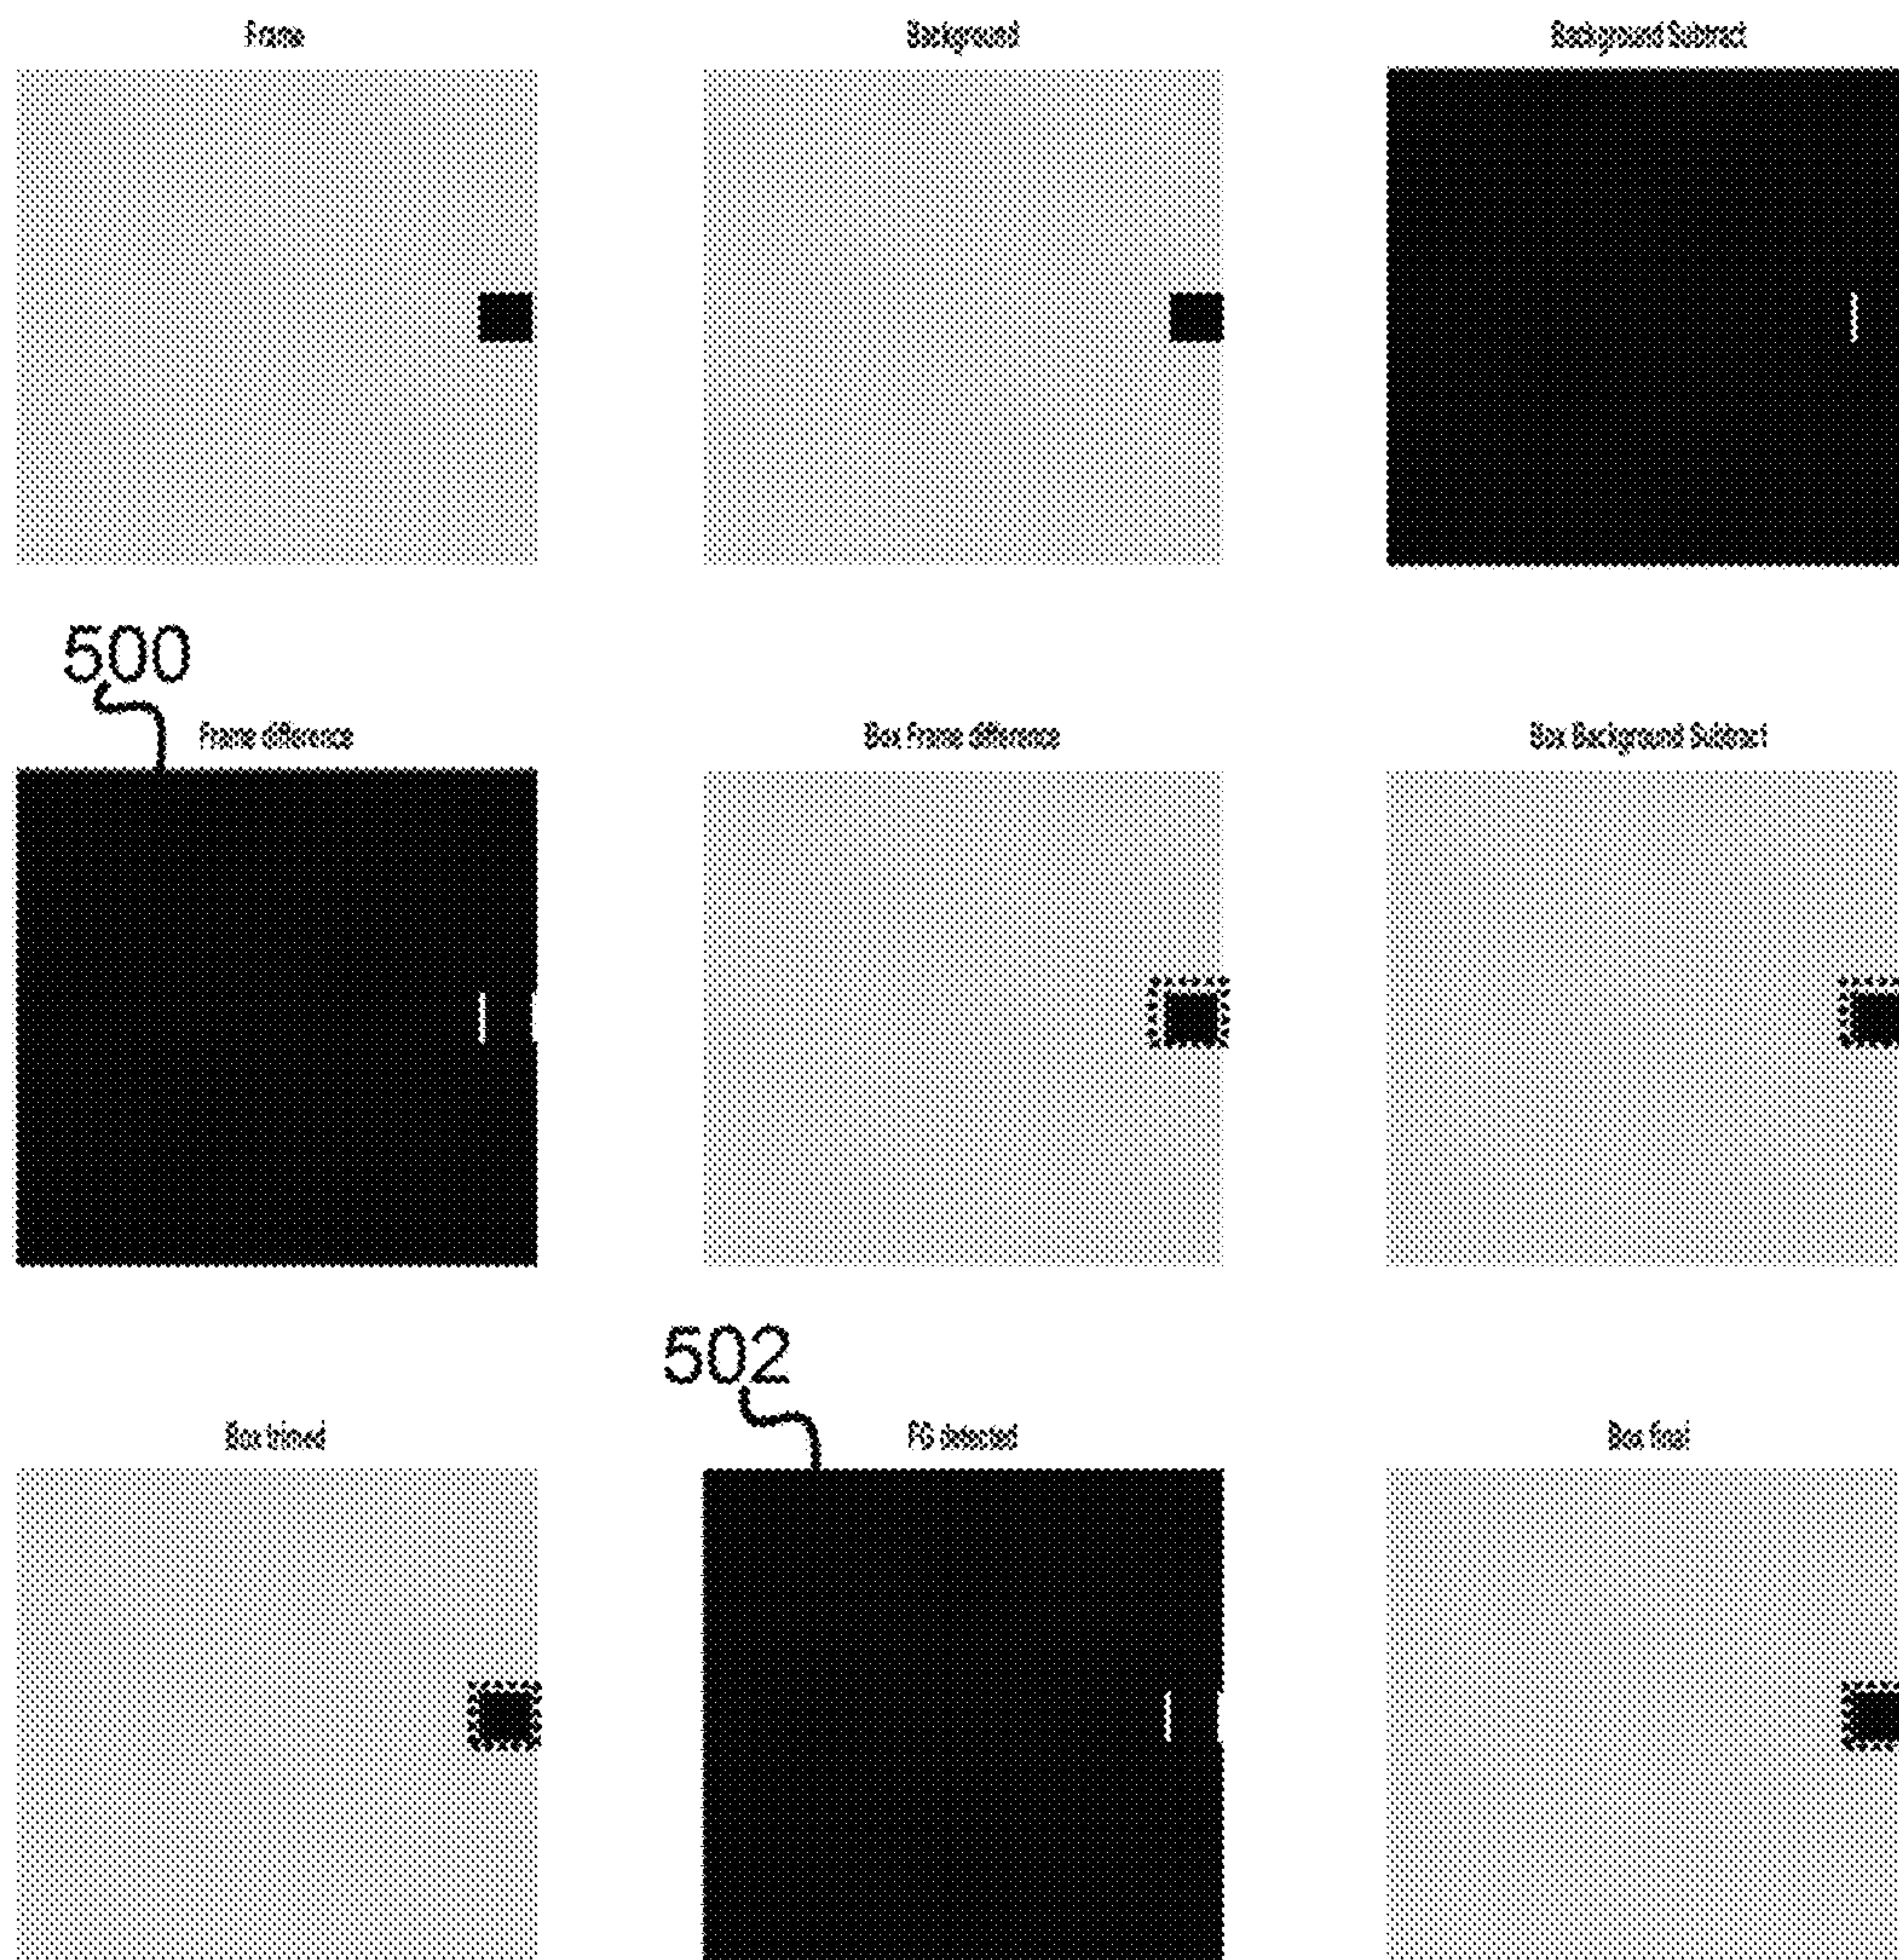 Frame
Background
Background Subtract
500
Frame difference
Box Frame difference
Box Background Subtract
502
Box trimed
FG detected
Box final